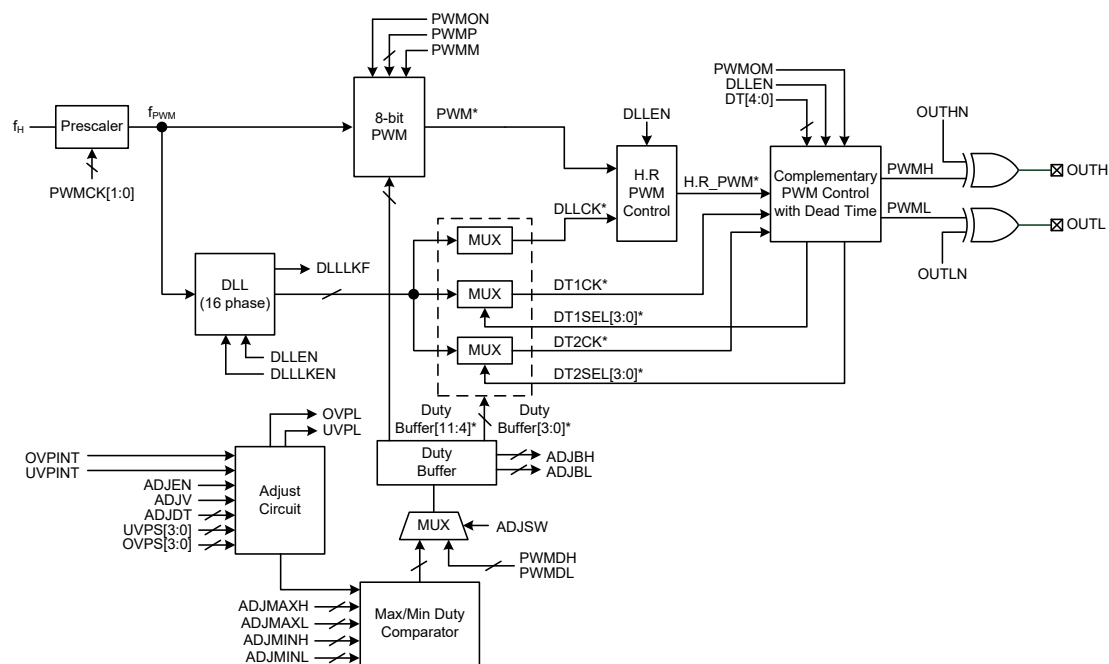 PWMON
PWMP
PWMM
PWMOM
DLLEN
DT[4:0]
fH
Prescaler
fPWM
8-bit
PWM
PWM*
DLLEN
OUTHN
PWMCK[1:0]
H.R
PWM
Control
H.R_PWM*
Complementary
PWM Control
with Dead Time
PWMH
OUTH
DLLCK*
MUX
PWML
OUTL
OUTLN
DLL
(16 phase)
DLLLKF
MUX
DT1CK*
DT1SEL[3:0]*
MUX
DT2CK*
DT2SEL[3:0]*
DLLEN
DLLLKEN
Duty
Buffer[11:4]*
Duty
Buffer[3:0]*
OVPL
UVPL
Duty
Buffer
ADJBH
ADJBL
OVPINT
UVPINT
ADJEN
ADJV
ADJDT
UVPS[3:0]
OVPS[3:0]
Adjust
Circuit
MUX
ADJSW
PWMDH
PWMDL
ADJMAXH
ADJMAXL
ADJMINH
ADJMINL
Max/Min Duty
Comparator